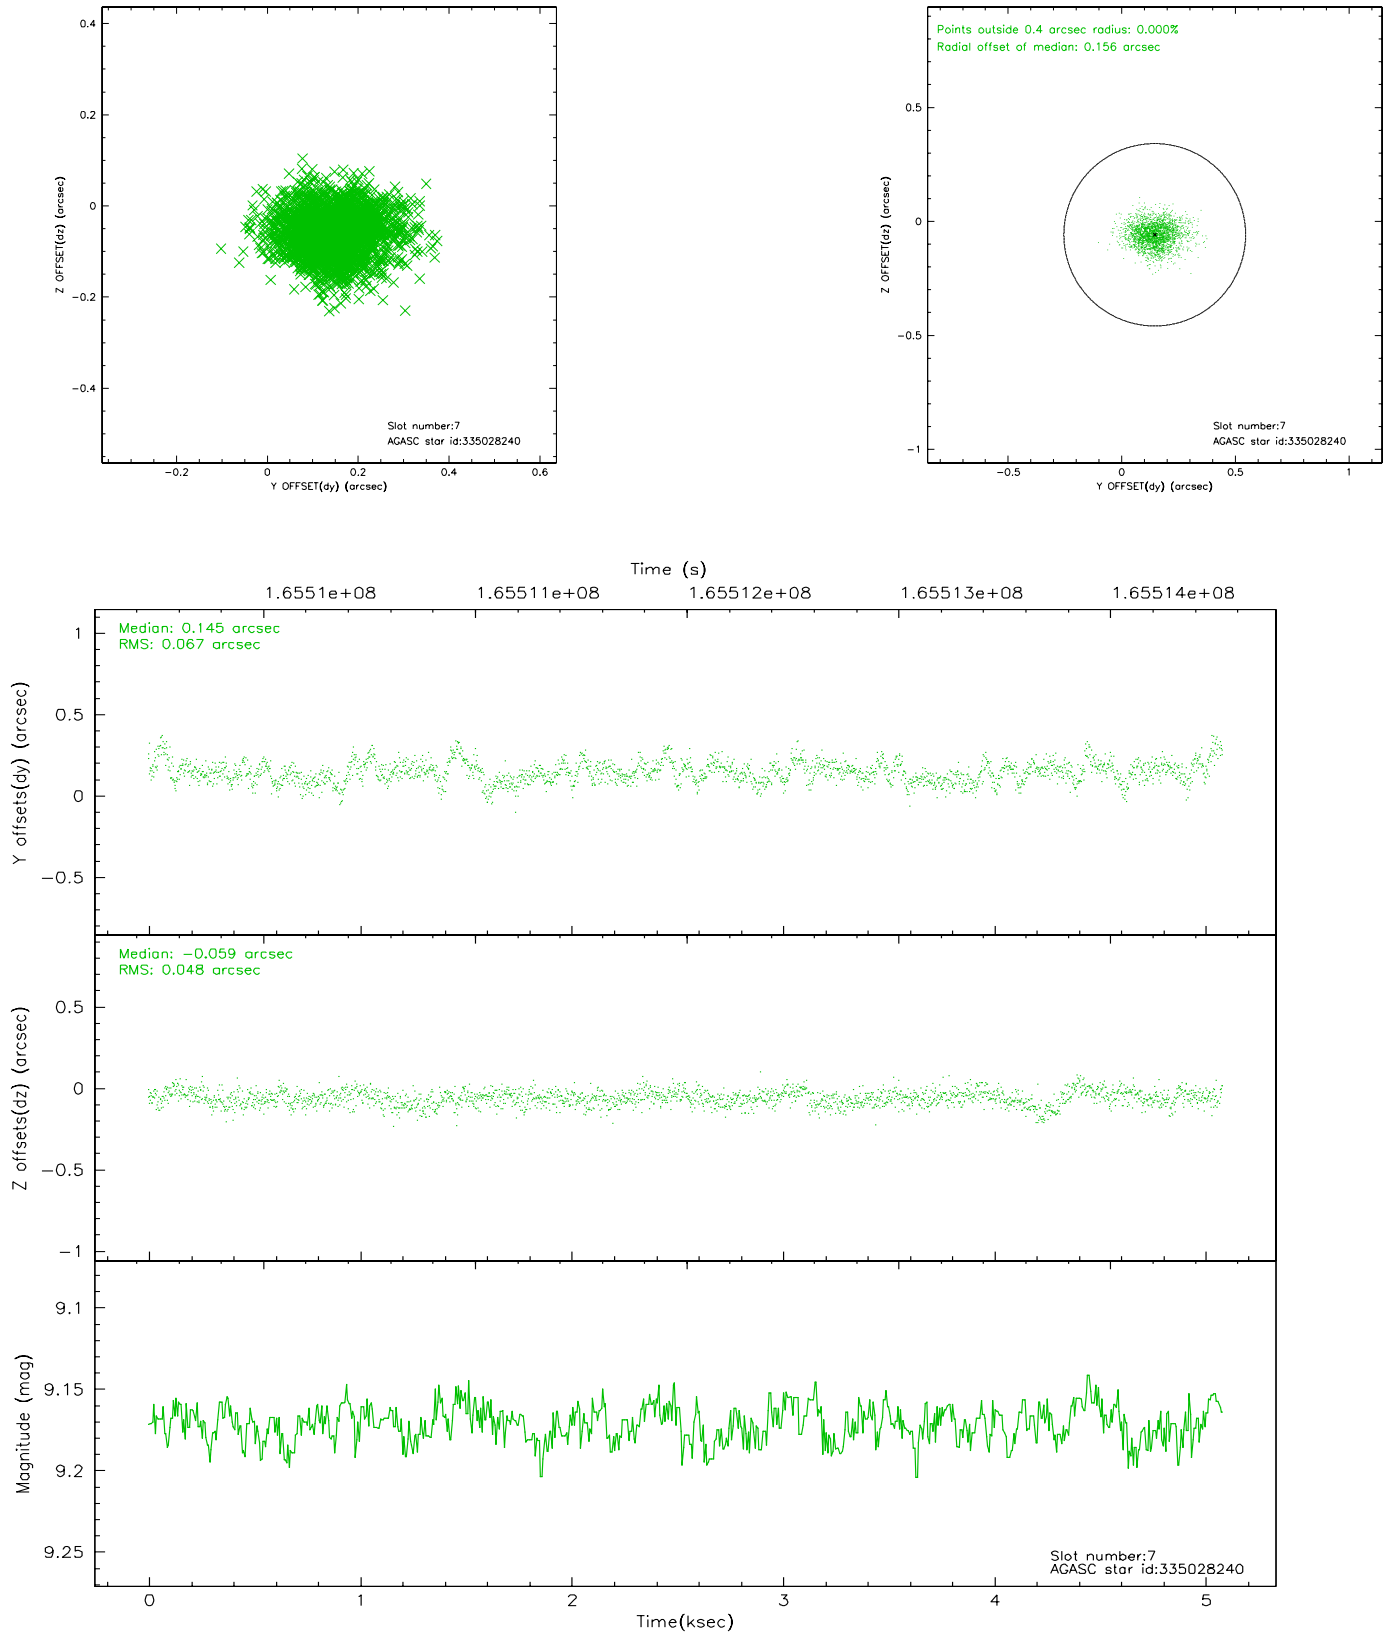 0.4
0.2
0
−0.2
−0.4
Z OFFSET(dz) (arcsec)
−0.2 0 0.2 0.4 0.6
Y OFFSET(dy) (arcsec)
Slot number:7
AGASC star id:335028240
Points outside 0.4 arcsec radius: 0.000%
Radial offset of median: 0.156 arcsec
0.5
0
−0.5
−1
Z OFFSET(dz) (arcsec)
−0.5 0 0.5 1
Y OFFSET(dy) (arcsec)
Slot number:7
AGASC star id:335028240
Time (s)
1.6551e+08 1.65511e+08 1.65512e+08 1.65513e+08 1.65514e+08
Median: 0.145 arcsec
RMS: 0.067 arcsec
1
0.5
0
−0.5
Y offsets(dy) (arcsec)
Median: −0.059 arcsec
RMS: 0.048 arcsec
0.5
0
−0.5
−1
Z offsets(dz) (arcsec)
9.1
9.15
9.2
9.25
Magnitude (mag)
Slot number:7
AGASC star id:335028240
0 1 2 3 4 5
Time(ksec)